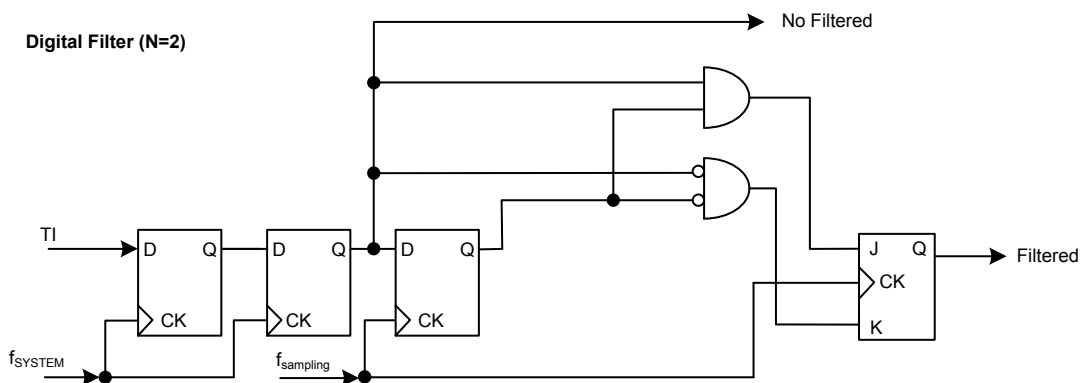 No Filtered
Digital Filter (N=2)
TI
D Q
D Q
D Q
J Q
Filtered
CK
CK
CK
CK
K
fSYSTEM
fsampling